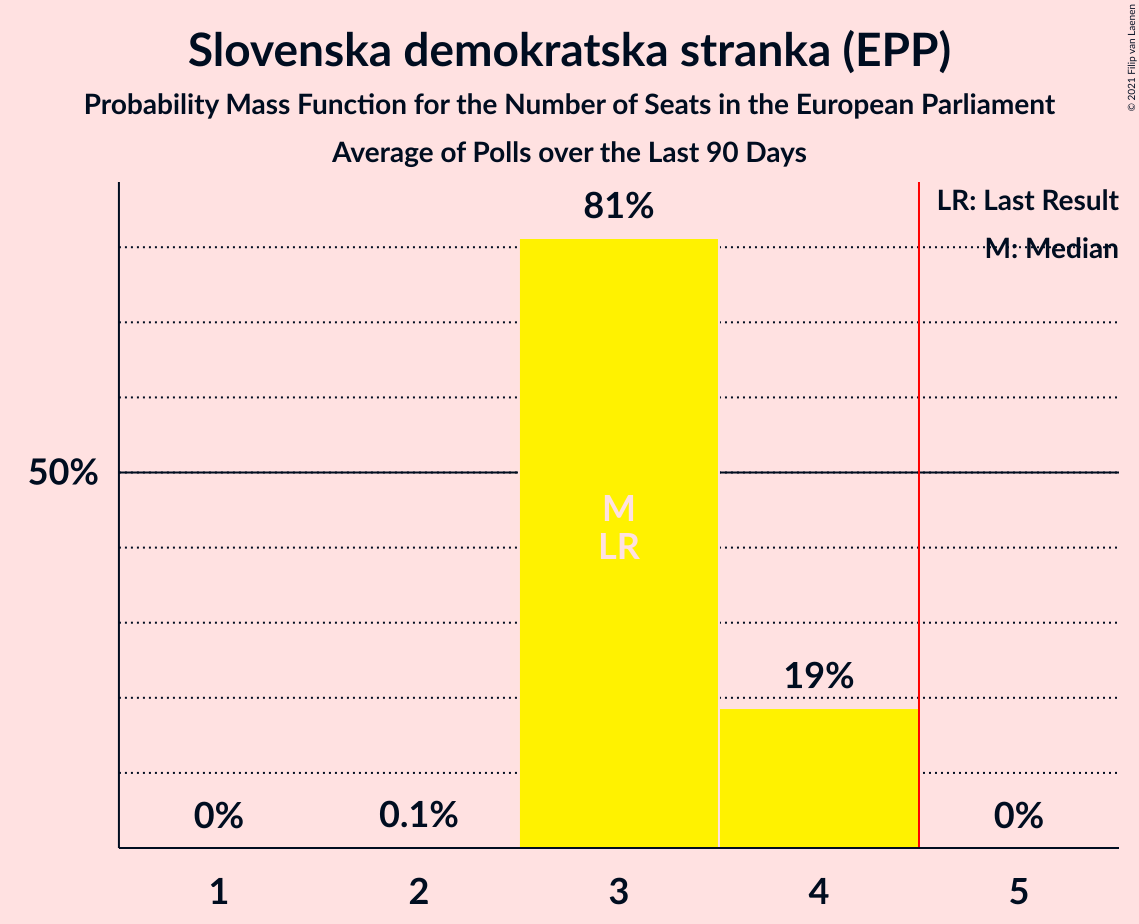 Slovenska demokratska stranka (EPP)
Probability Mass Function for the Number of Seats in the European Parliament
Average of Polls over the Last 90 Days
© 2021 Filip van Laenen
LR: Last Result
M: Median
81%
50%
M
LR
19%
0%
0.1%
0%
1
2
3
4
5